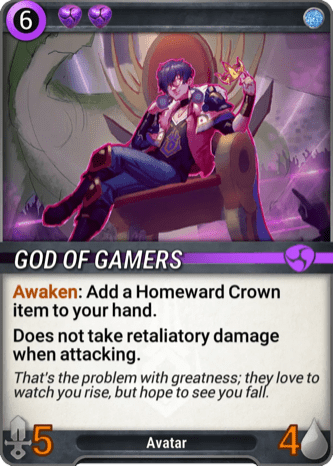 6
GOD OF GAMERS
Awaken: Add a Homeward Crown
item to your hand.
Does not take retaliatory damage
when attacking.
That's the problem with greatness; they love to
watch you rise, but hope to see you fall.
5
Avatar
4